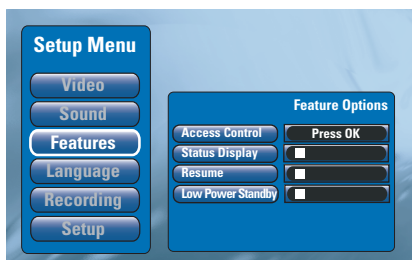 Setup Menu
Video
Sound
Features
Language
Recording
Setup
Feature Options
Access Control
Press OK
Status Display
Resume
Low Power Standby